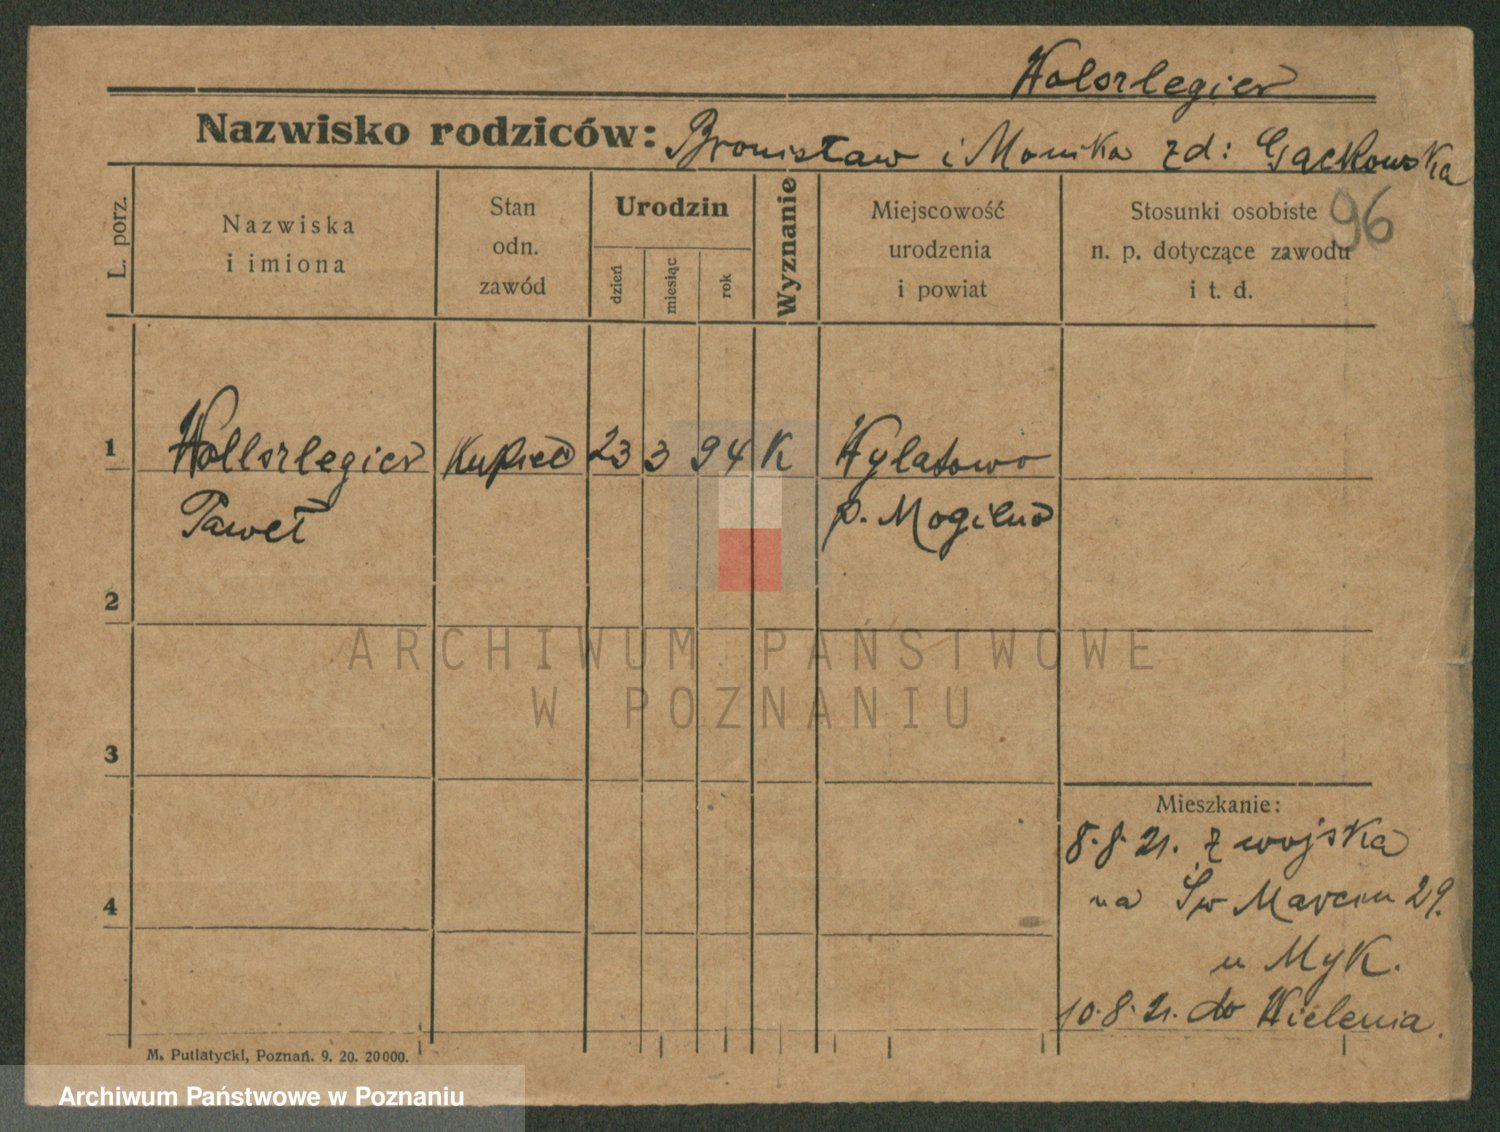 Wolszlegier
Nazwisko rodziców: Bronisław i Monika zd: Gackowska
96
L. porz.
Nazwiska
i imiona
Stan
odn.
zawód
Urodzin
dzień
miesiąc
rok
Wyznanie
Miejscowość
urodzenia
i powiat
Stosunki osobiste
n. p. dotyczące zawodu
i t. d.
1 Wollszlegier Kupiec 23 3 94 K Wylatowo
Paweł p. Mogilno
2
ARCHIWUM PAŃSTWOWE
W POZNANIU
3
Mieszkanie:
8.8.21. z wojska
4
na Św Marcin 29.
u Myk.
10.8.21. do Wielenia.
M. Putiatycki, Poznań. 9. 20. 20000.
Archiwum Państwowe w Poznaniu